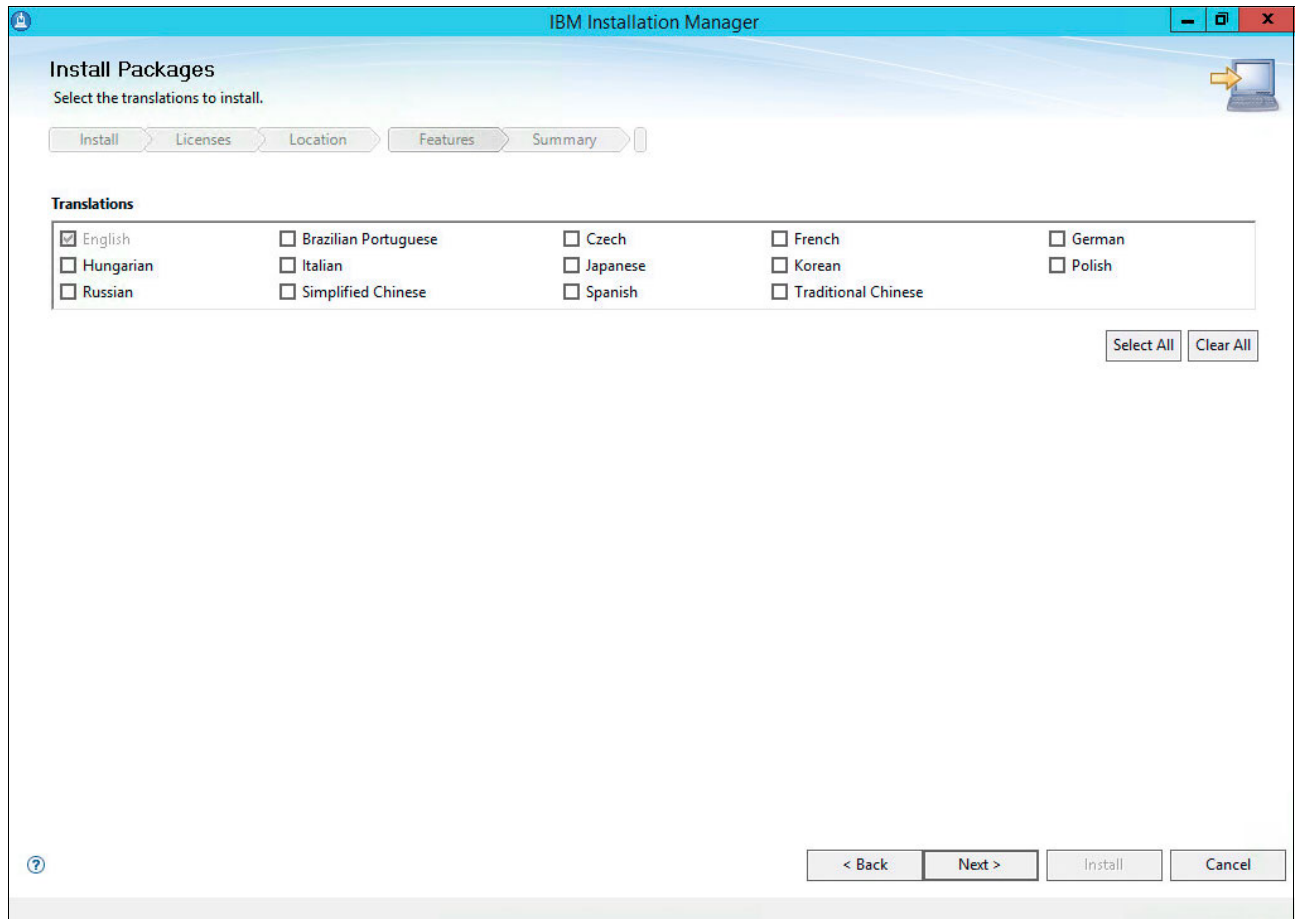 IBM Installation Manager
Install Packages
Select the translations to install.
Install Licenses Location Features Summary
Translations
English Brazilian Portuguese Czech French German
Hungarian Italian Japanese Korean Polish
Russian Simplified Chinese Spanish Traditional Chinese
Select All Clear All
? < Back Next > Install Cancel